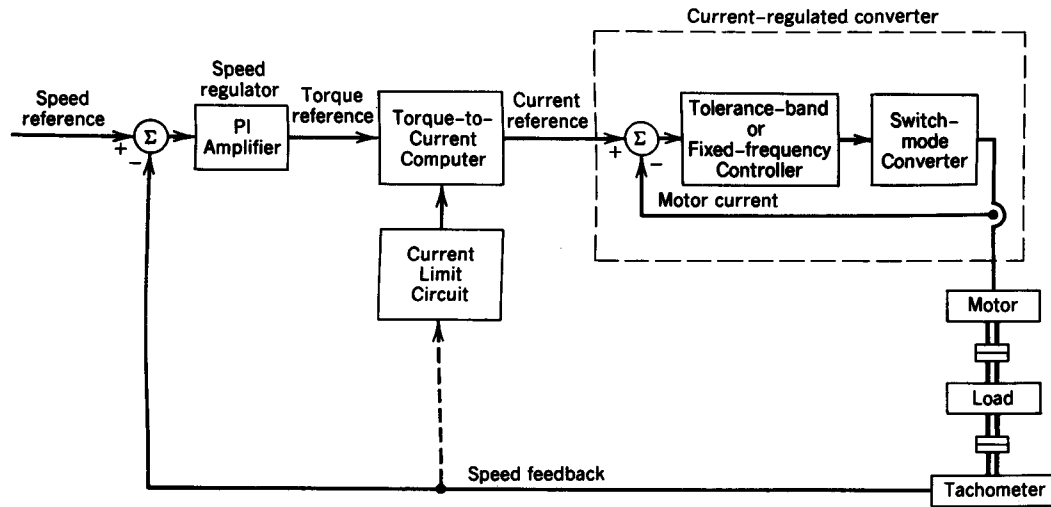 Current-regulated converter
Speed
reference
+
−
Σ
Speed
regulator
PI
Amplifier
Torque
reference
Torque-to-
Current
Computer
Current
reference
+
−
Σ
Tolerance-band
or
Fixed-frequency
Controller
Switch-
mode
Converter
Motor current
Current
Limit
Circuit
Motor
Load
Speed feedback
Tachometer